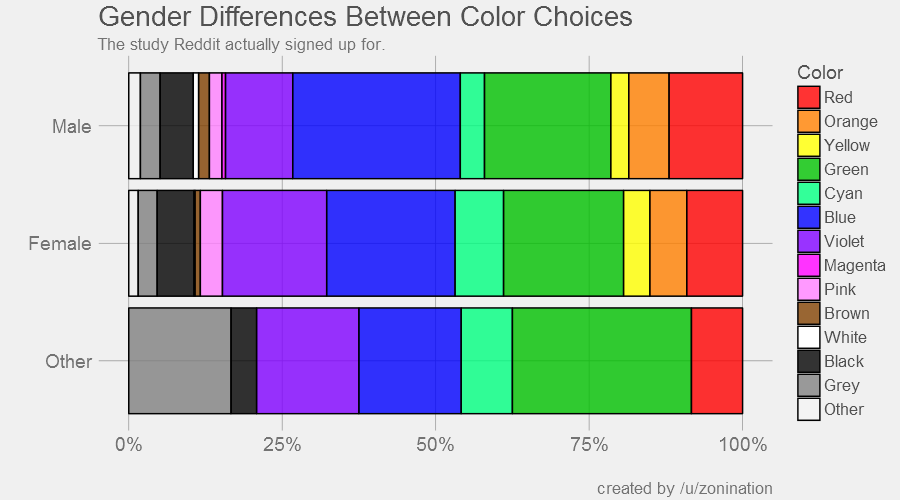 Gender Differences Between Color Choices
The study Reddit actually signed up for.
Color
Red
Orange
Yellow
Green
Cyan
Blue
Violet
Magenta
Pink
Brown
White
Black
Grey
Other
Male
Female
Other
0% 25% 50% 75% 100%
created by /u/zonination